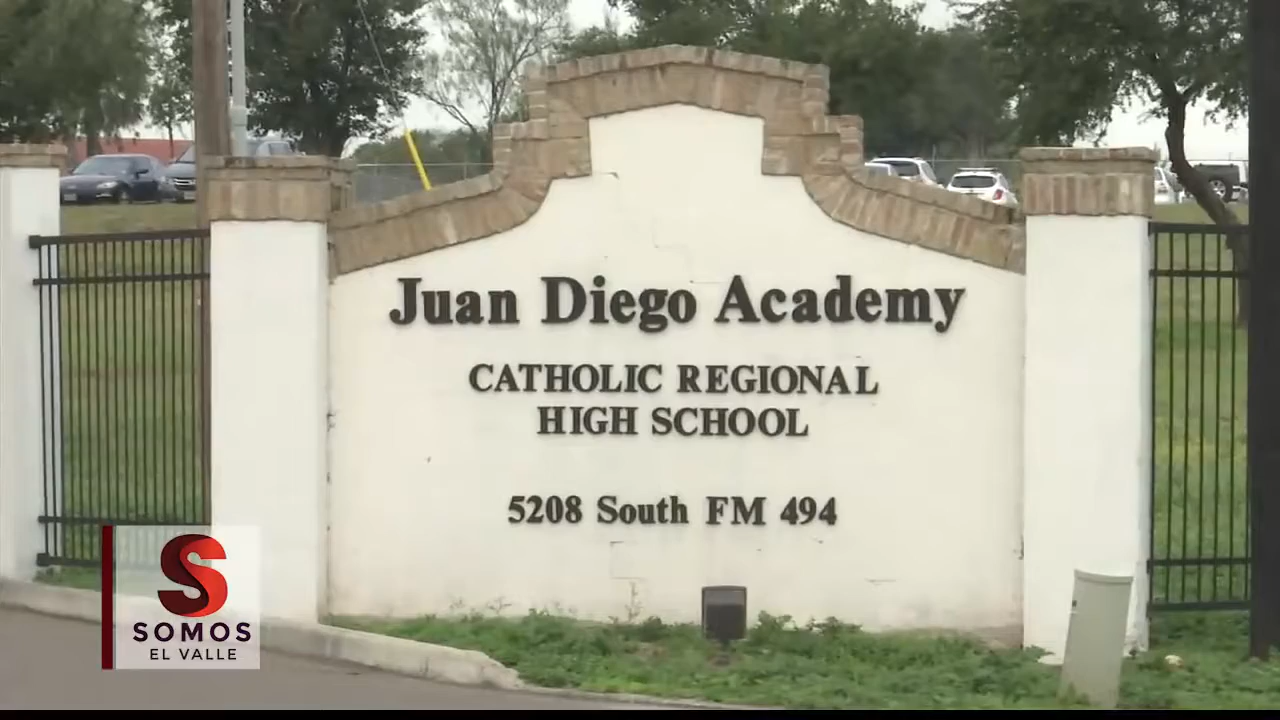 Juan Diego Academy
CATHOLIC REGIONAL
HIGH SCHOOL
5208 South FM 494
S
SOMOS
EL VALLE